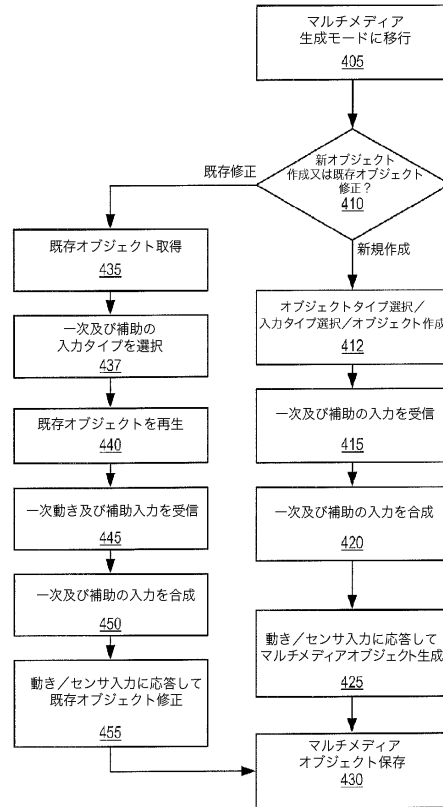 マルチメディア
生成モードに移行
405
新オブジェクト
作成又は既存オブジェクト
修正？
410
既存修正
新規作成
既存オブジェクト取得
435
一次及び補助の
入力タイプを選択
437
既存オブジェクトを再生
440
一次動き及び補助入力を受信
445
一次及び補助の入力を合成
450
動き／センサ入力に応答して
既存オブジェクト修正
455
オブジェクトタイプ選択／
入力タイプ選択／オブジェクト作成
412
一次及び補助の入力を受信
415
一次及び補助の入力を合成
420
動き／センサ入力に応答して
マルチメディアオブジェクト生成
425
マルチメディア
オブジェクト保存
430